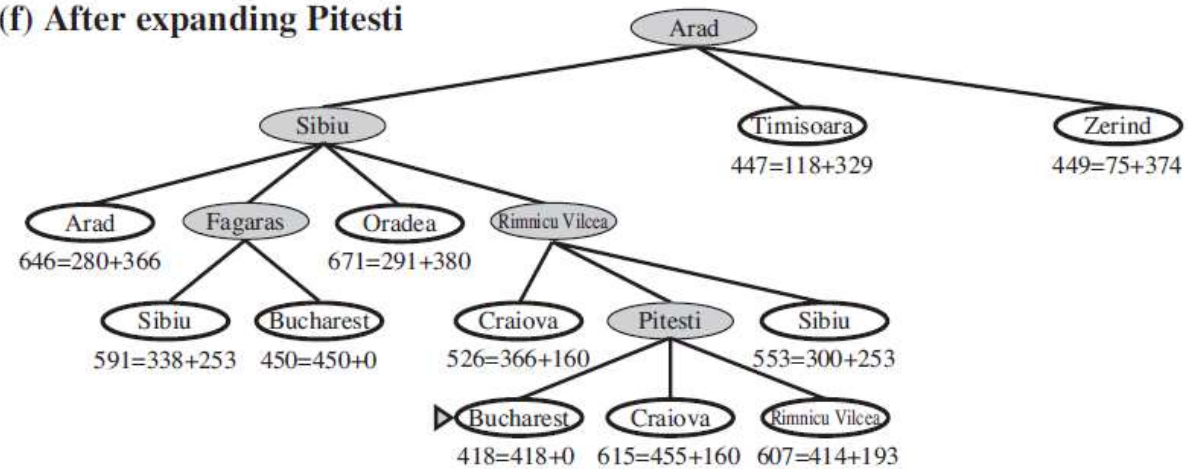 (f) After expanding Pitesti
Arad
Sibiu
Timisoara
Zerind
447=118+329
449=75+374
Arad
Fagaras
Oradea
Rimnicu Vilcea
646=280+366
671=291+380
Sibiu
Bucharest
Craiova
Pitesti
Sibiu
591=338+253
450=450+0
526=366+160
553=300+253
Bucharest
Craiova
Rimnicu Vilcea
418=418+0
615=455+160
607=414+193